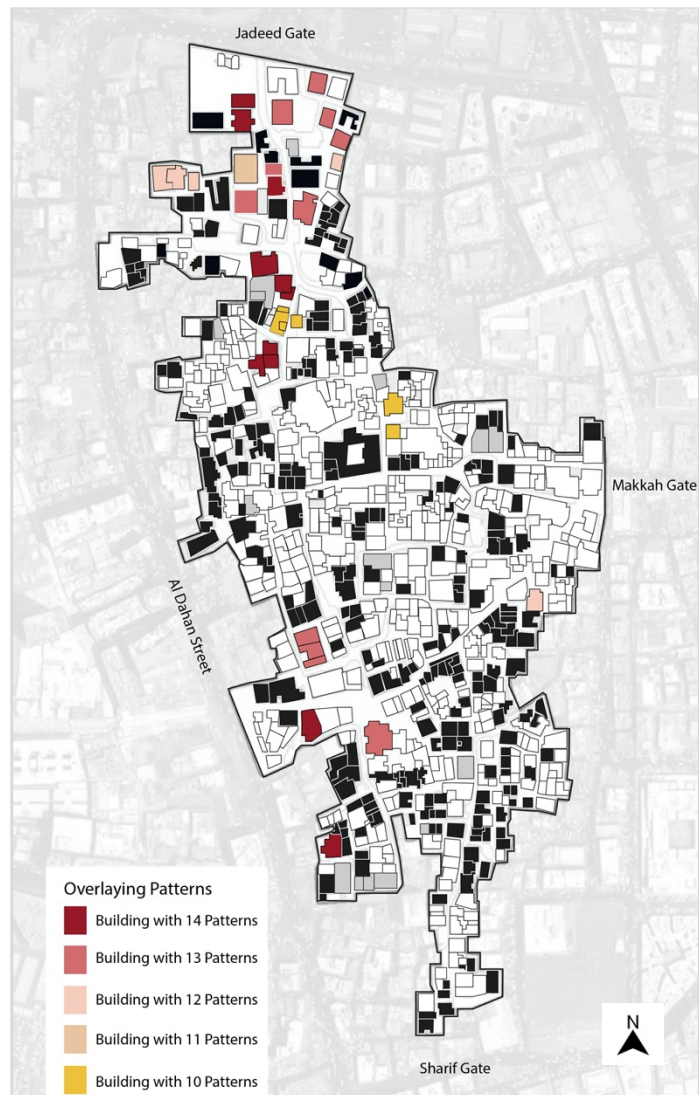 Jadeed Gate
Makkah Gate
Al Dahan Street
Overlaying Patterns
Building with 14 Patterns
Building with 13 Patterns
Building with 12 Patterns
Building with 11 Patterns
Building with 10 Patterns
N
Sharif Gate